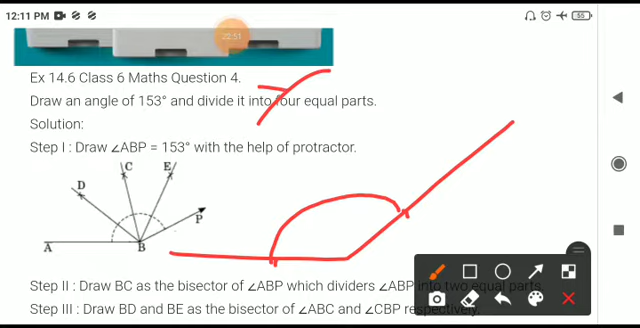 12:11 PM
55
22:51
Ex 14.6 Class 6 Maths Question 4.
Draw an angle of 153° and divide it into four equal parts.
Solution:
Step I : Draw ∠ABP = 153° with the help of protractor.
C E
D
P
A B
Step II : Draw BC as the bisector of ∠ABP which dividers ∠ABP into two equal parts.
Step III : Draw BD and BE as the bisector of ∠ABC and ∠CBP respectively.